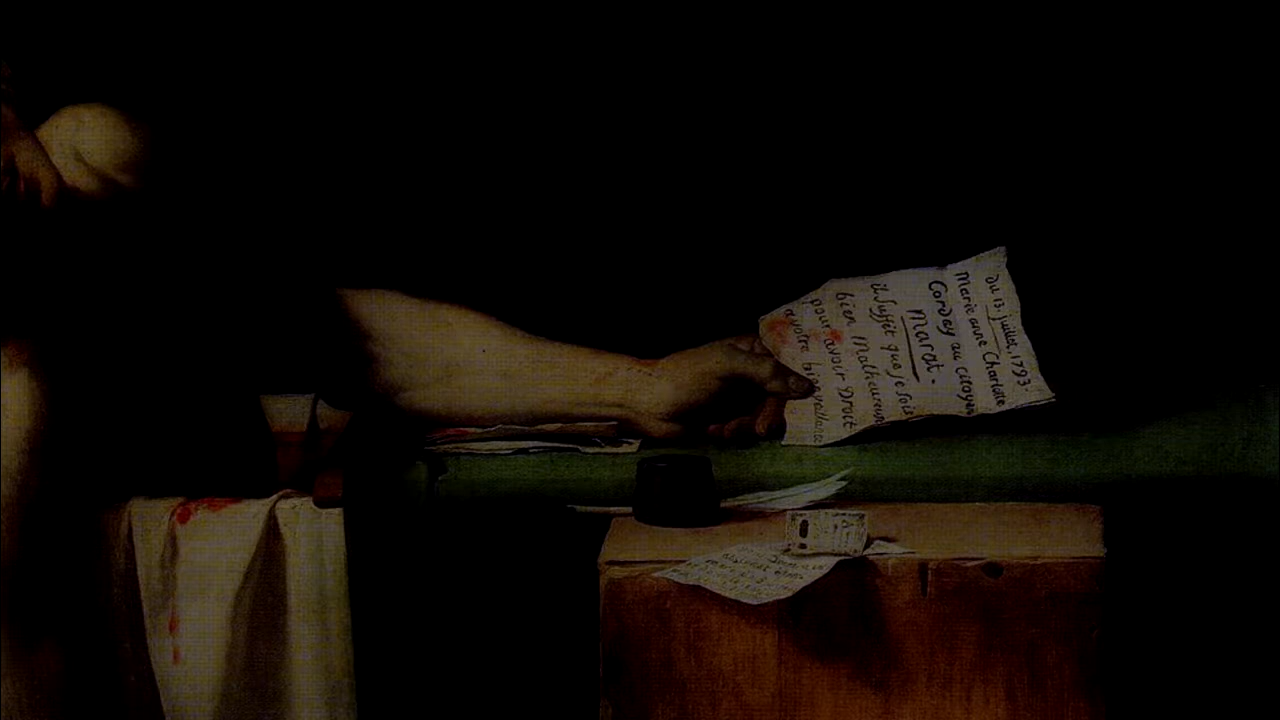 du 13. juillet, 1793
Marie anne Charlotte
Corday au citoyen
Marat.
il suffit que je sois
bien Malheureuse
pour avoir Droit
a votre bienveillance